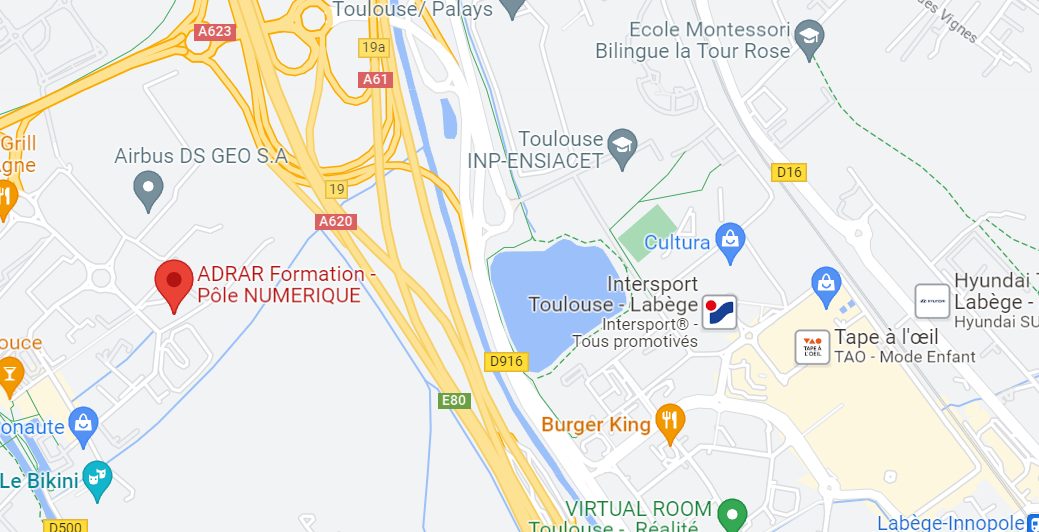 Toulouse/ Palays
A623
19a
A61
Ecole Montessori
Bilingue la Tour Rose
des Vignes
Grill
Toulouse
INP-ENSIACET
Airbus DS GEO S.A
D16
19
A620
Cultura
ADRAR Formation -
Pôle NUMERIQUE
Intersport
Toulouse - Labège
Intersport® -
Tous promotivés
Hyundai
Labège -
Hyundai SU
HYUNDAI
TAO
TAPE À
L'OEIL
Tape à l'œil
TAO - Mode Enfant
D916
E80
Burger King
onaute
Le Bikini
D500
VIRTUAL ROOM
Toulouse - Réalité
Labège-Innopole